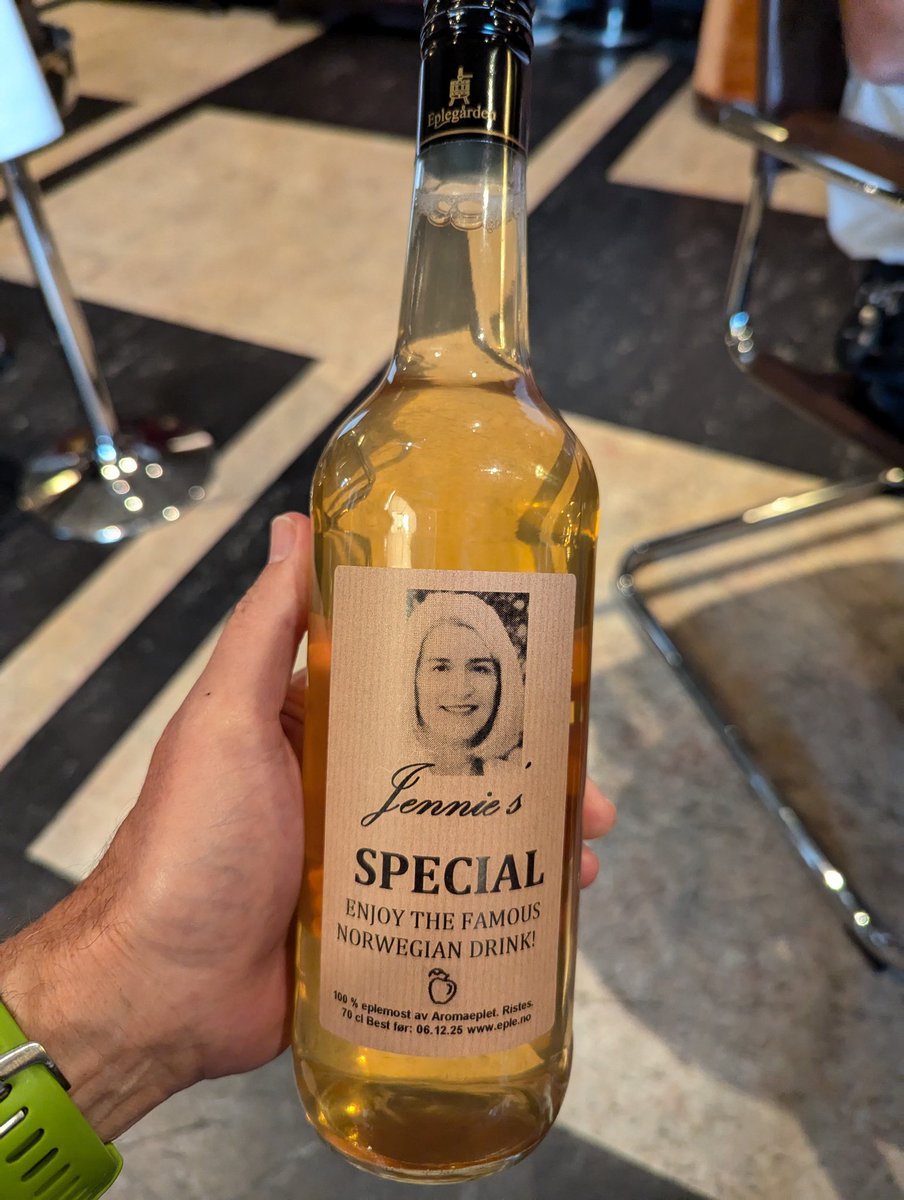 Eplegården
Jennie's
SPECIAL
ENJOY THE FAMOUS
NORWEGIAN DRINK!
100 % eplemost av Aromaeplet. Ristes.
70 cl Best før: 06.12.25 www.eple.no